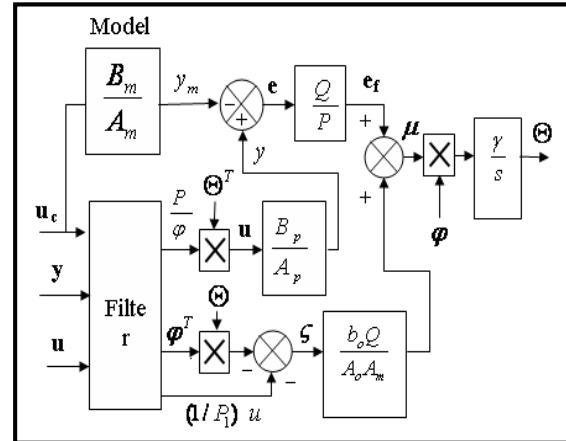 Model
B_m / A_m
y_m
e
Q / P
e_f
-
+
y
+
μ
+
γ / s
Θ
φ
u_c
y
u
Filte
r
P / φ
Θ^T
u
B_p / A_p
Θ
φ^T
-
-
ς
b_o Q / A_o A_m
(1/P_1) u